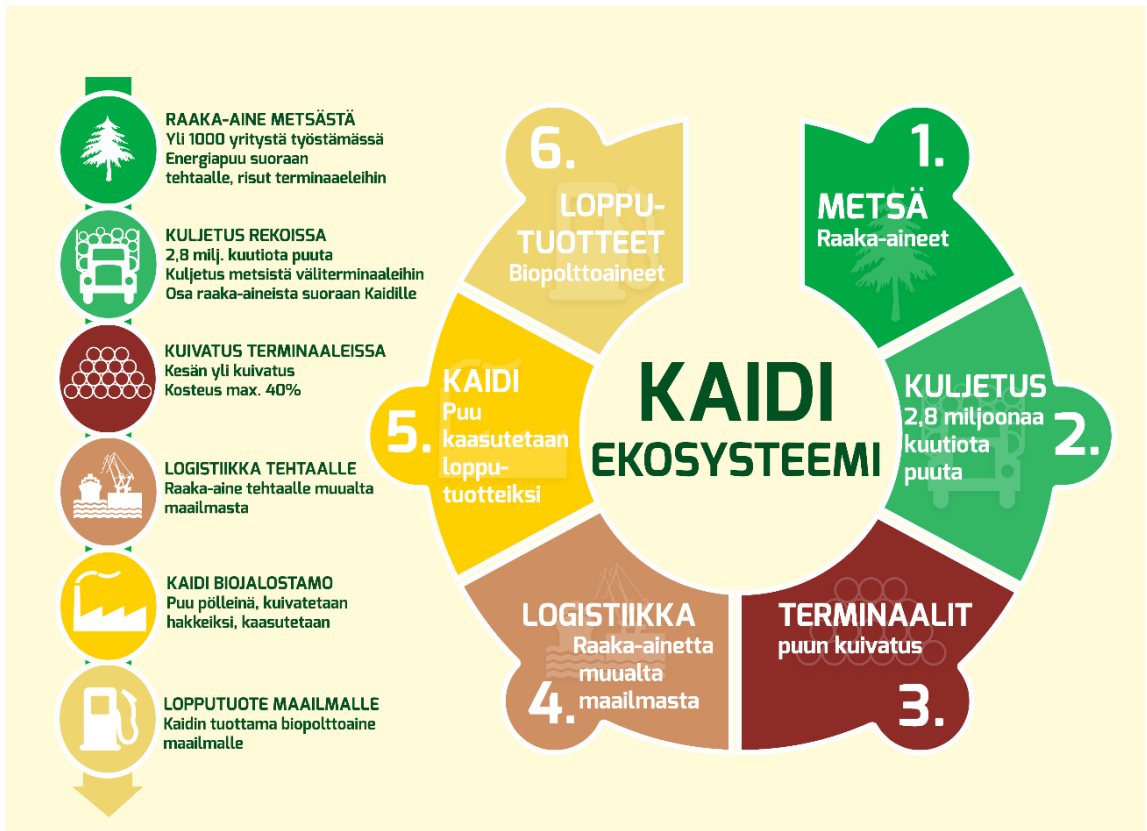 RAAKA-AINE METSÄSTÄ
Yli 1000 yritystä työstämässä
Energiapuu suoraan
tehtaalle, risut terminaaeleihin
KULJETUS REKOISSA
2,8 milj. kuutiota puuta
Kuljetus metsistä väliterminaaleihin
Osa raaka-aineista suoraan Kaidille
KUIVATUS TERMINAALEISSA
Kesän yli kuivatus
Kosteus max. 40%
LOGISTIIKKA TEHTAALLE
Raaka-aine tehtaalle muualta
maailmasta
KAIDI BIOJALOSTAMO
Puu pölleinä, kuivatetaan
hakkeiksi, kaasutetaan
LOPPUTUOTE MAAILMALLE
Kaidin tuottama biopolttoaine
maailmalle
KAIDI
EKOSYSTEEMI
1.
METSÄ
Raaka-aineet
2.
KULJETUS
2,8 miljoonaa
kuutiota
puuta
3.
TERMINAALIT
puun kuivatus
4.
LOGISTIIKKA
Raaka-ainetta
muualta
maailmasta
5.
KAIDI
Puu
kaasutetaan
loppu-
tuotteiksi
6.
LOPPU-
TUOTTEET
Biopolttoaineet